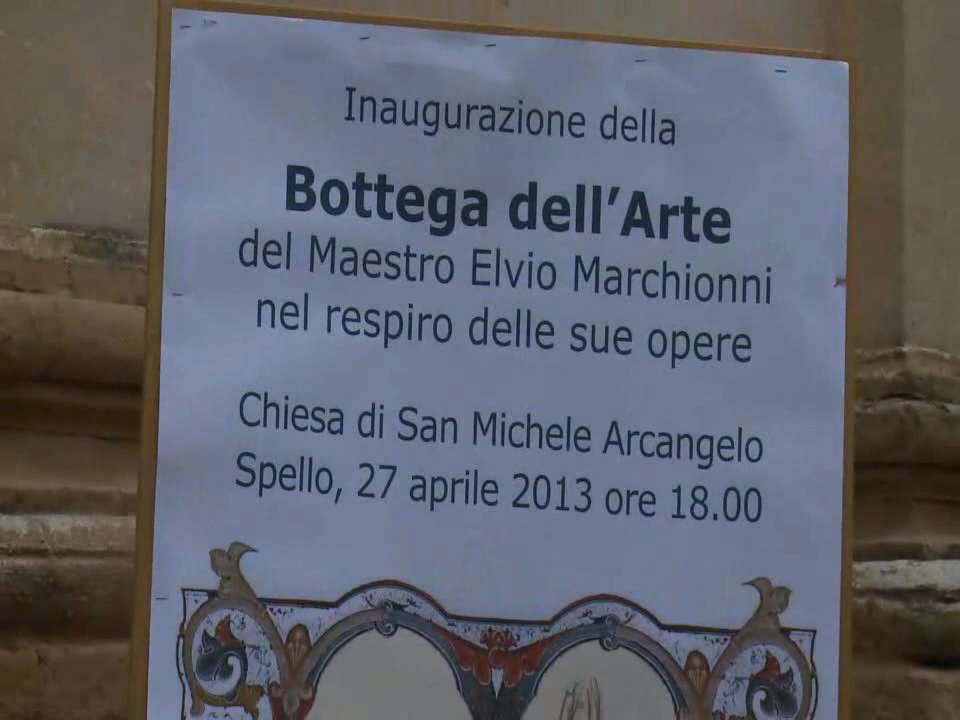 Inaugurazione della
Bottega dell’Arte
del Maestro Elvio Marchionni
nel respiro delle sue opere
Chiesa di San Michele Arcangelo
Spello, 27 aprile 2013 ore 18.00